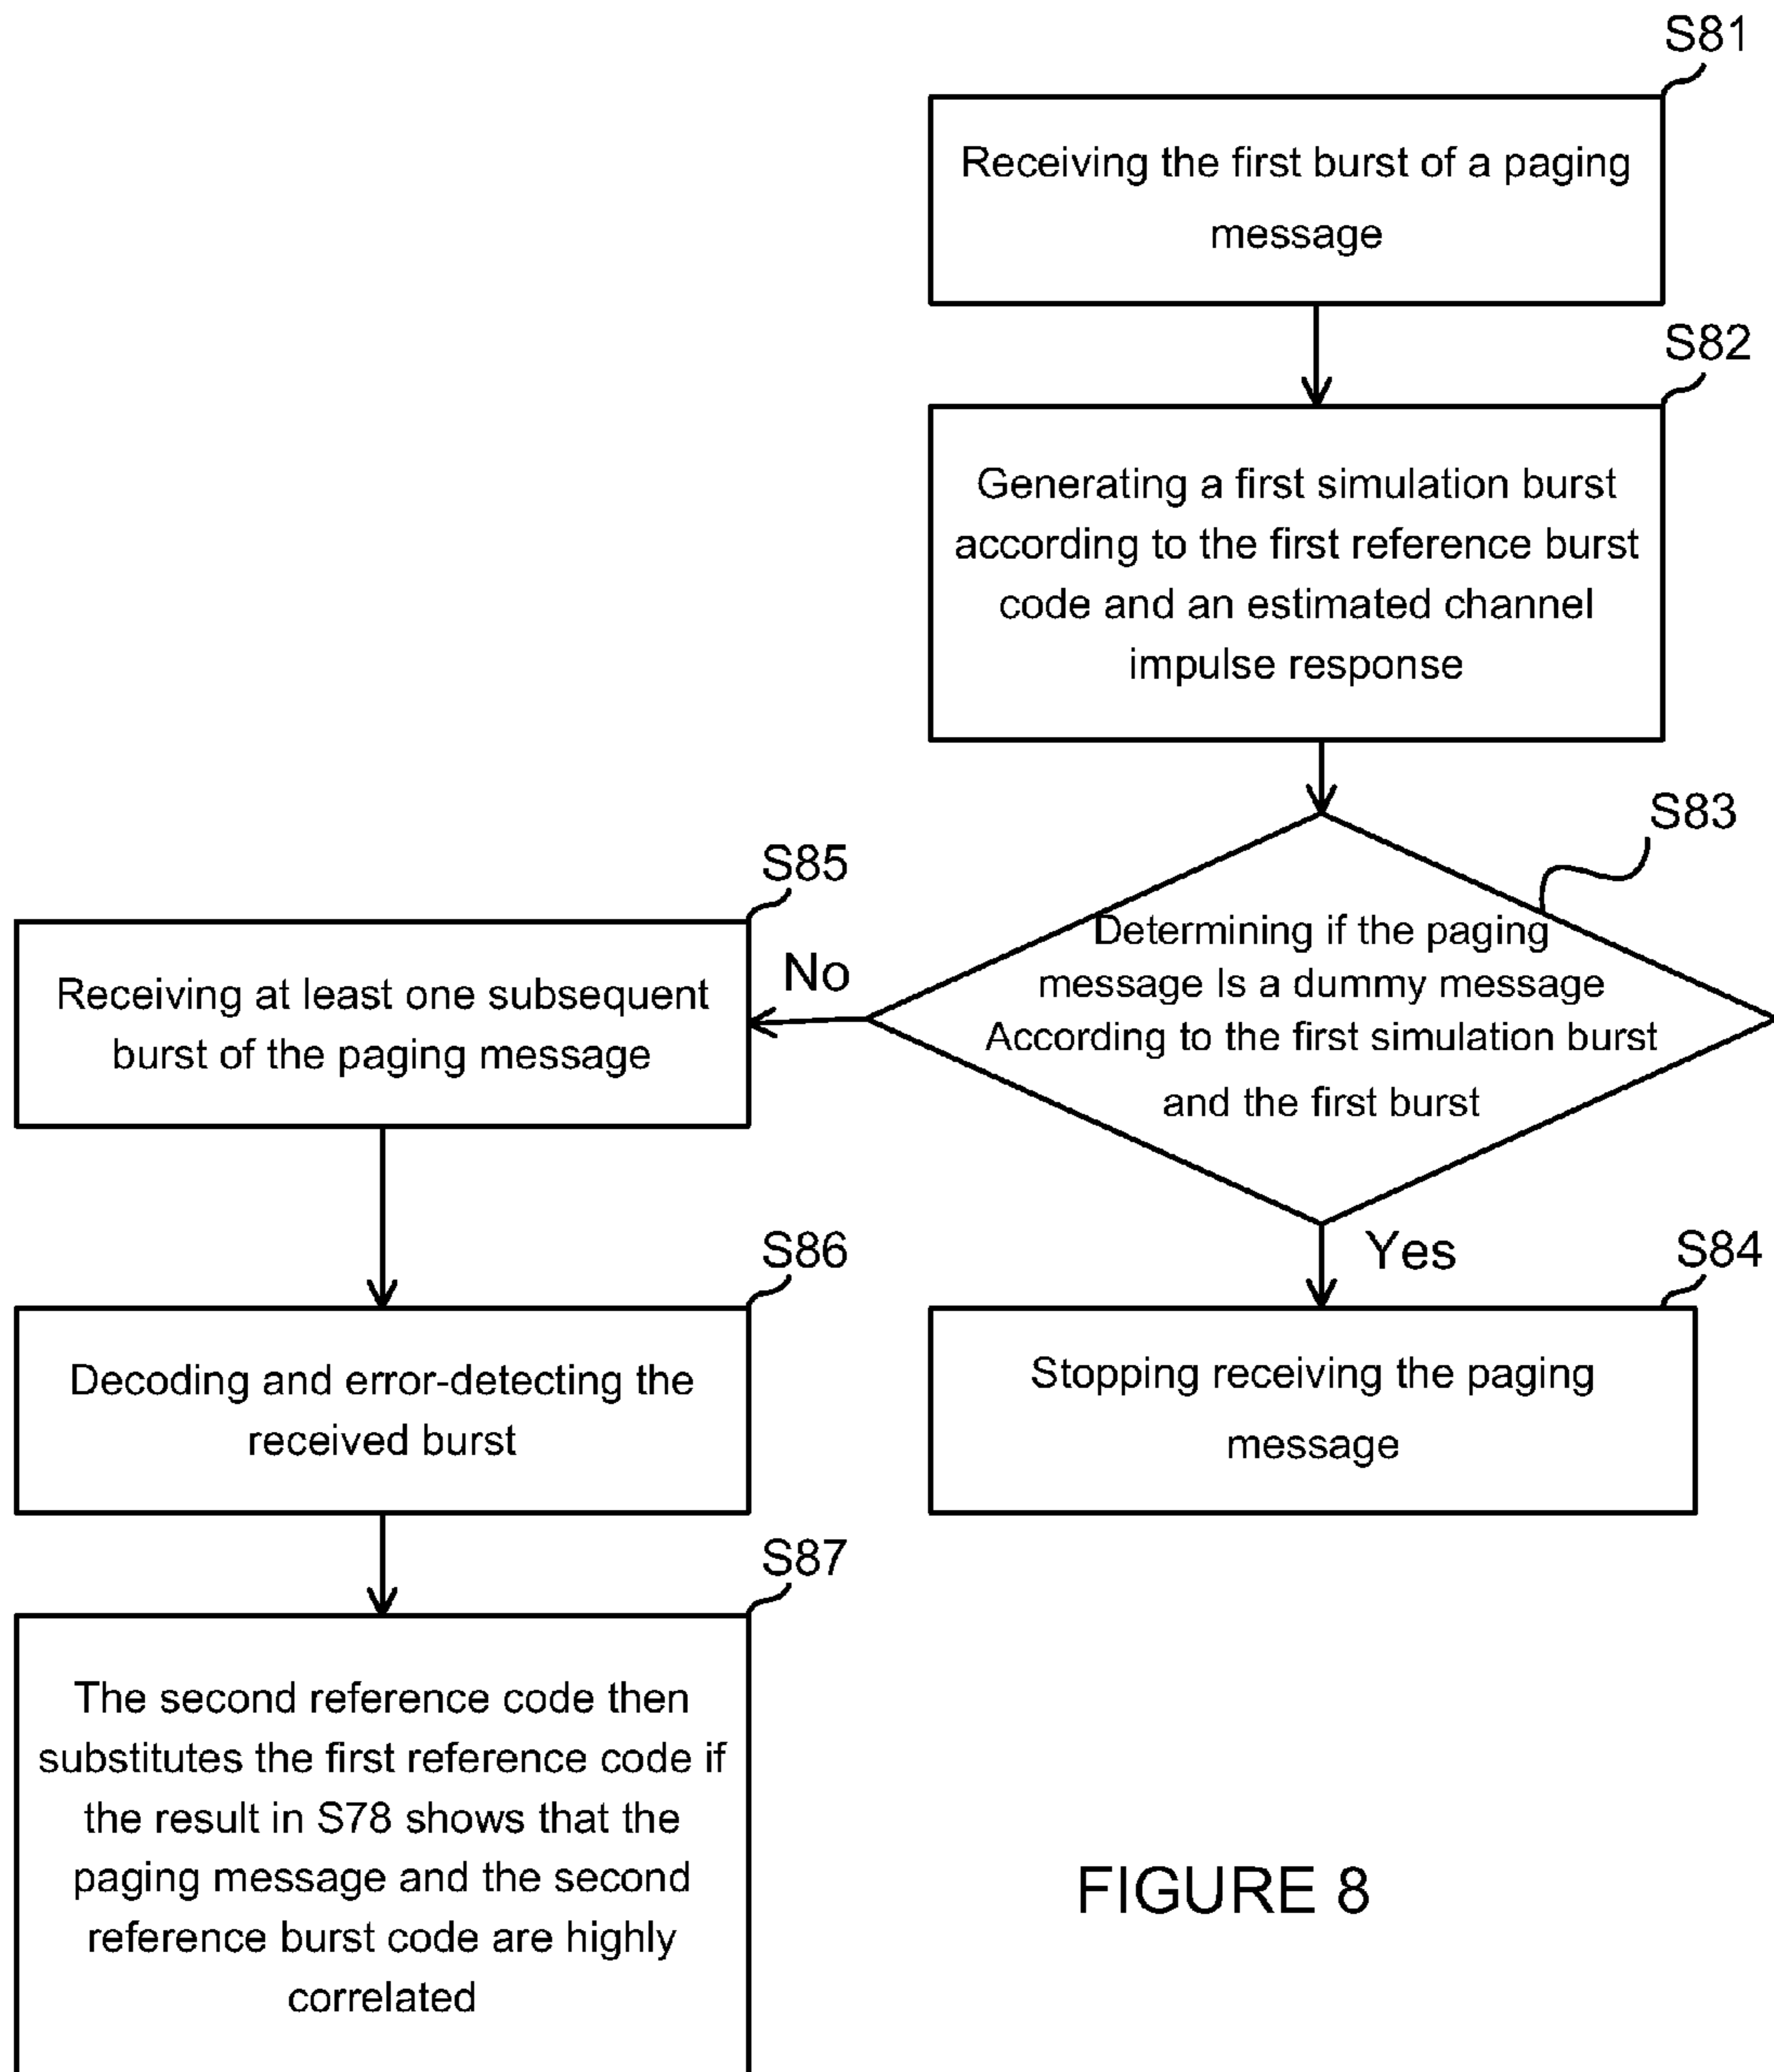 S81
Receiving the first burst of a paging
message
S82
Generating a first simulation burst
according to the first reference burst
code and an estimated channel
impulse response
S83
Determining if the paging
message Is a dummy message
According to the first simulation burst
and the first burst
No
Yes
S84
Stopping receiving the paging
message
S85
Receiving at least one subsequent
burst of the paging message
S86
Decoding and error-detecting the
received burst
S87
The second reference code then
substitutes the first reference code if
the result in S78 shows that the
paging message and the second
reference burst code are highly
correlated
FIGURE 8